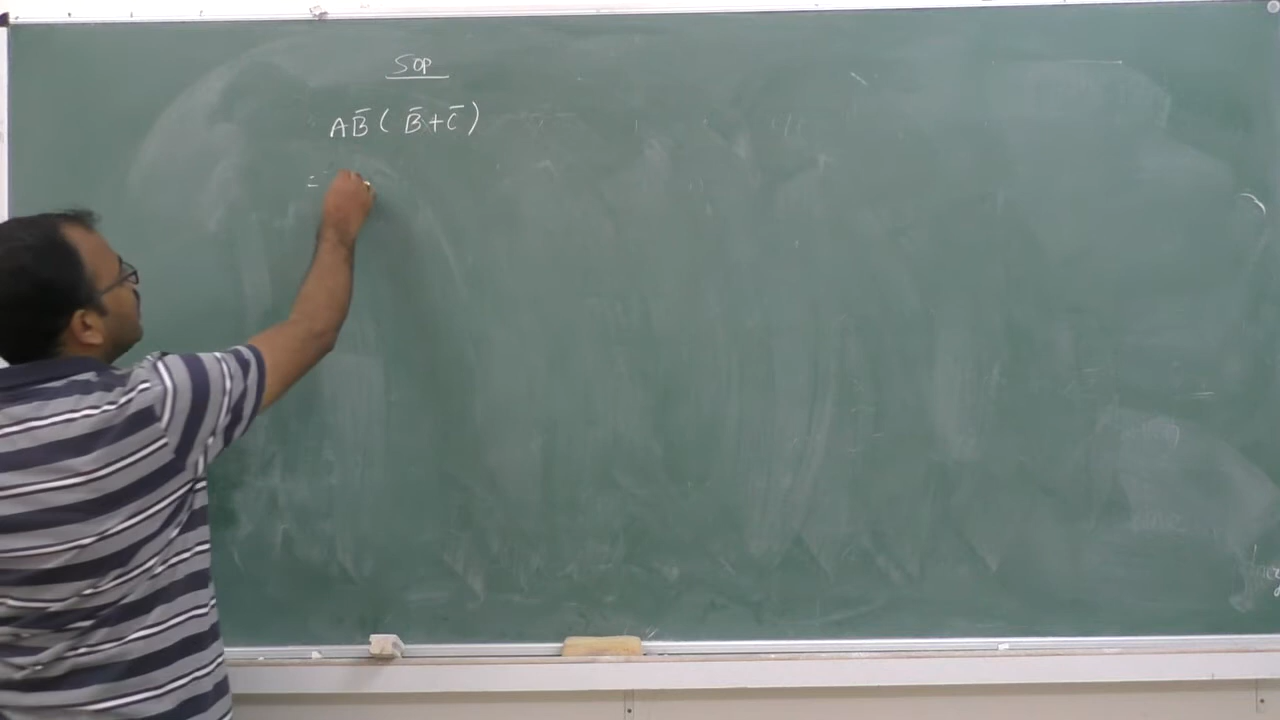 SOP
AB̅ ( B̅ + C̅ )
=